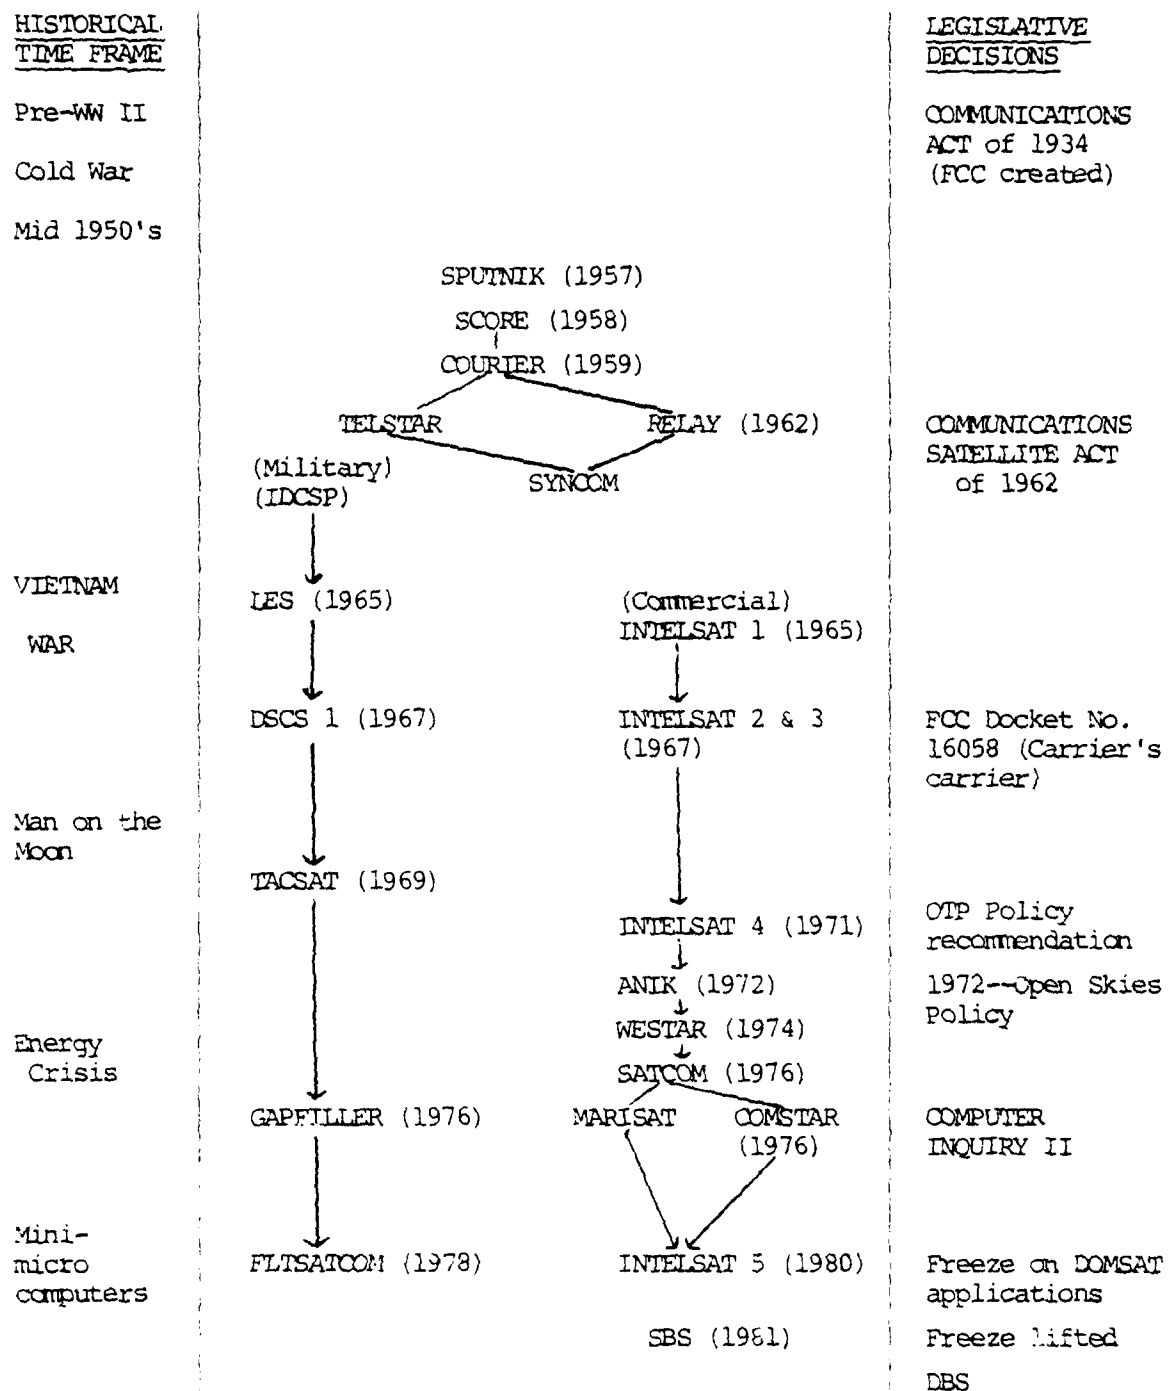 HISTORICAL
TIME FRAME
LEGISLATIVE
DECISIONS
Pre-WW II
COMMUNICATIONS
ACT of 1934
(FCC created)
Cold War
Mid 1950's
SPUTNIK (1957)
SCORE (1958)
COURIER (1959)
TELSTAR
RELAY (1962)
COMMUNICATIONS
SATELLITE ACT
of 1962
(Military)
(IDCSP)
SYNCOM
VIETNAM
WAR
LES (1965)
(Commercial)
INTELSAT 1 (1965)
DSCS 1 (1967)
INTELSAT 2 & 3
(1967)
FCC Docket No.
16058 (Carrier's
carrier)
Man on the
Moon
TACSAT (1969)
INTELSAT 4 (1971)
OTP Policy
recommendation
ANIK (1972)
1972--Open Skies
Policy
WESTAR (1974)
Energy
Crisis
SATCOM (1976)
GAPFILLER (1976)
MARISAT
COMSTAR
(1976)
COMPUTER
INQUIRY II
Mini-
micro
computers
FLTSATCOM (1978)
INTELSAT 5 (1980)
Freeze on DOMSAT
applications
SBS (1981)
Freeze lifted
DBS